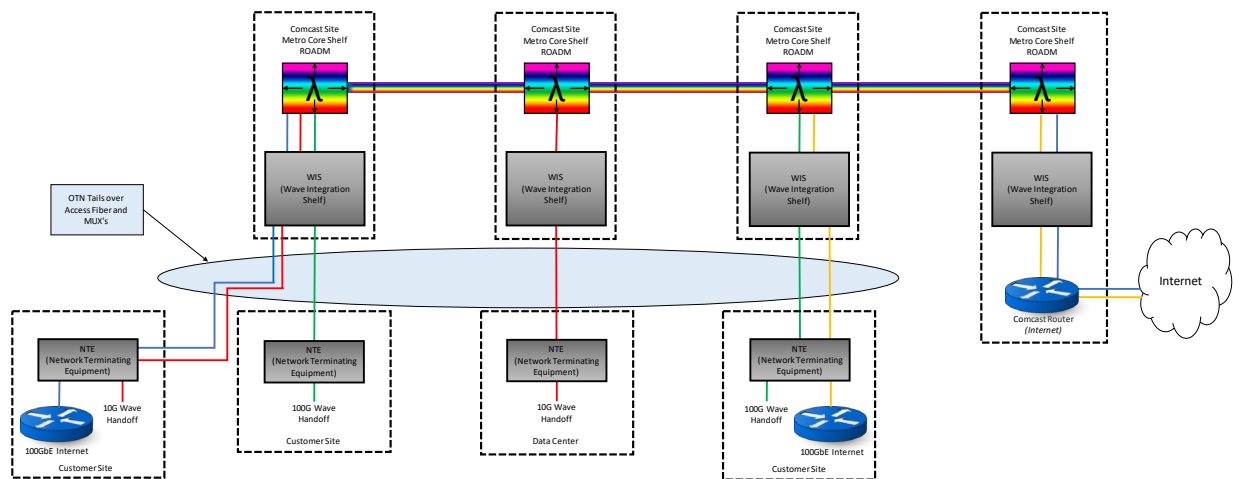 Comcast Site
Metro Core Shelf
ROADM
λ
Comcast Site
Metro Core Shelf
ROADM
λ
Comcast Site
Metro Core Shelf
ROADM
λ
Comcast Site
Metro Core Shelf
ROADM
λ
WIS
(Wave Integration
Shelf)
WIS
(Wave Integration
Shelf)
WIS
(Wave Integration
Shelf)
WIS
(Wave Integration
Shelf)
OTN Tails over
Access Fiber and
MUX's
Internet
Comcast Router
(Internet)
NTE
(Network Terminating
Equipment)
10G Wave
Handoff
100GbE Internet
Customer Site
NTE
(Network Terminating
Equipment)
100G Wave
Handoff
Customer Site
NTE
(Network Terminating
Equipment)
10G Wave
Handoff
Data Center
NTE
(Network Terminating
Equipment)
100G Wave
Handoff
100GbE Internet
Customer Site